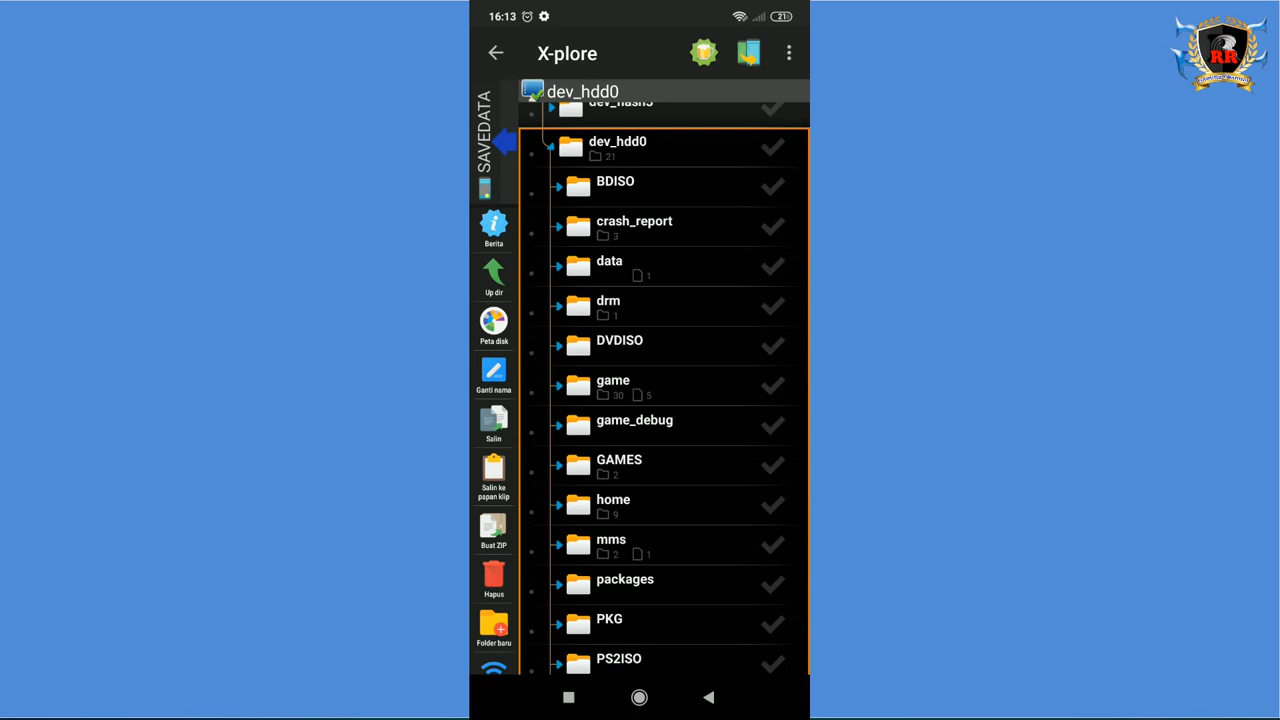 16:13
21
X-plore
dev_hdd0
SAVEDATA
dev_flash3
dev_hdd0
21
BDISO
crash_report
3
data
1
drm
1
DVDISO
game
30 5
game_debug
GAMES
2
home
9
mms
2 1
packages
PKG
PS2ISO
Berita
Up dir
Peta disk
Ganti nama
Salin
Salin ke
papan klip
Buat ZIP
Hapus
Folder baru
RR